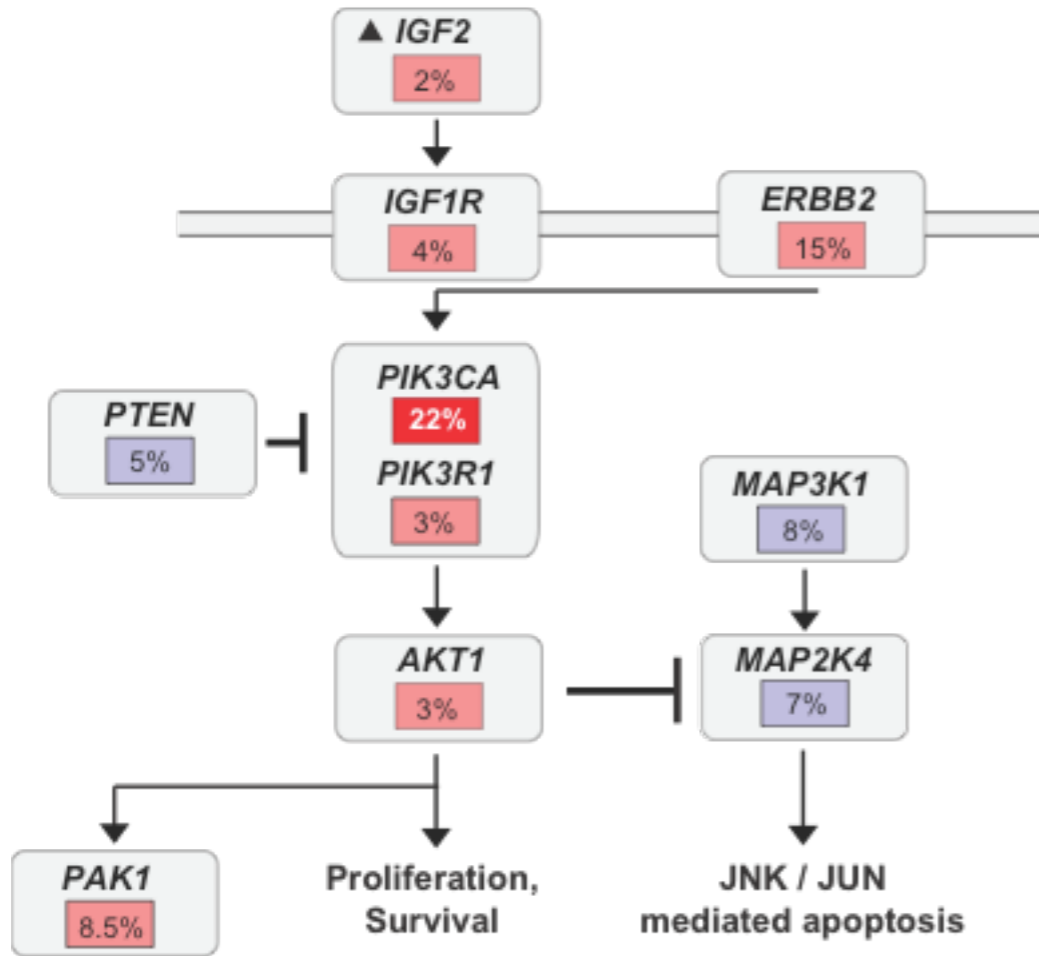 ▲ IGF2
2%
IGF1R
4%
ERBB2
15%
PIK3CA
22%
PIK3R1
3%
PTEN
5%
MAP3K1
8%
AKT1
3%
MAP2K4
7%
PAK1
8.5%
Proliferation,
Survival
JNK / JUN
mediated apoptosis